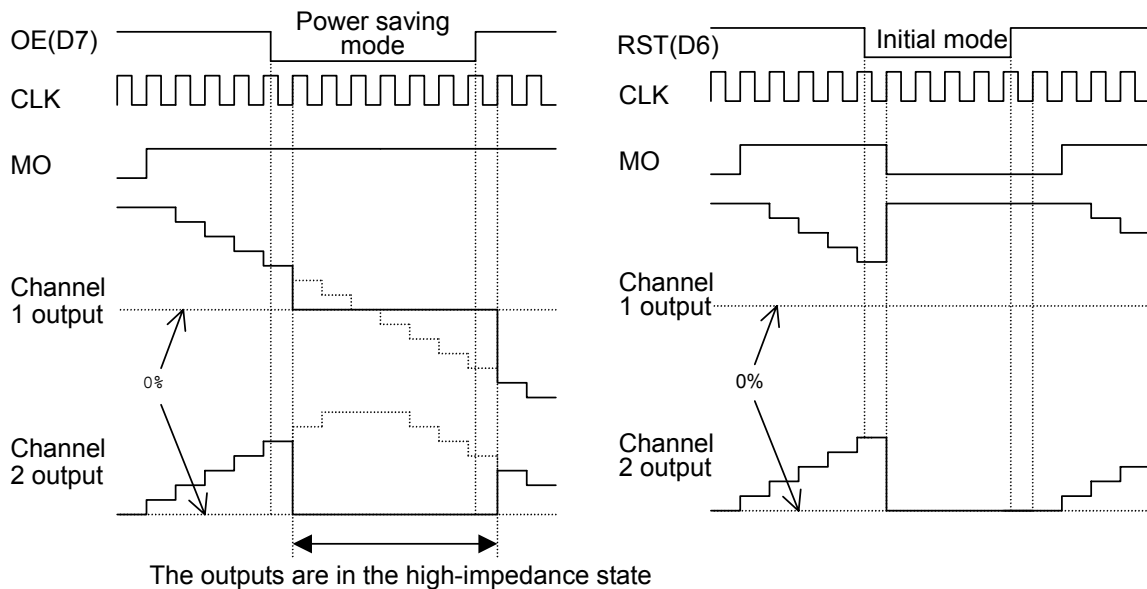 OE(D7)
Power saving
mode
CLK
MO
Channel
1 output
0%
Channel
2 output
The outputs are in the high-impedance state
RST(D6)
Initial mode
CLK
MO
Channel
1 output
0%
Channel
2 output